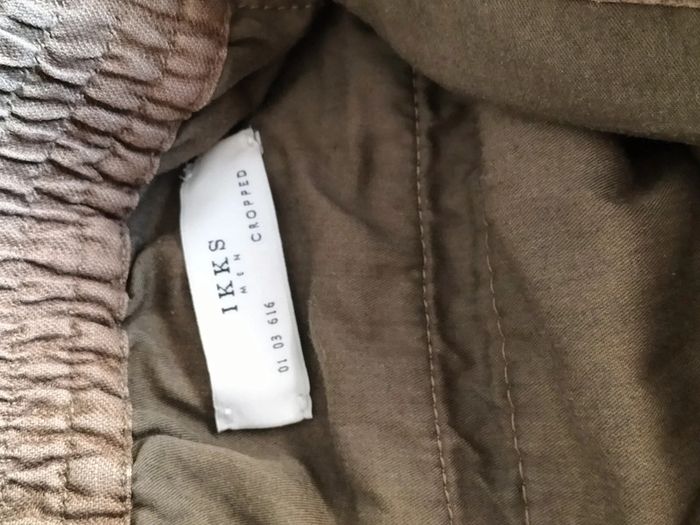 IKKS
MEN
CROPPED
01 03 616